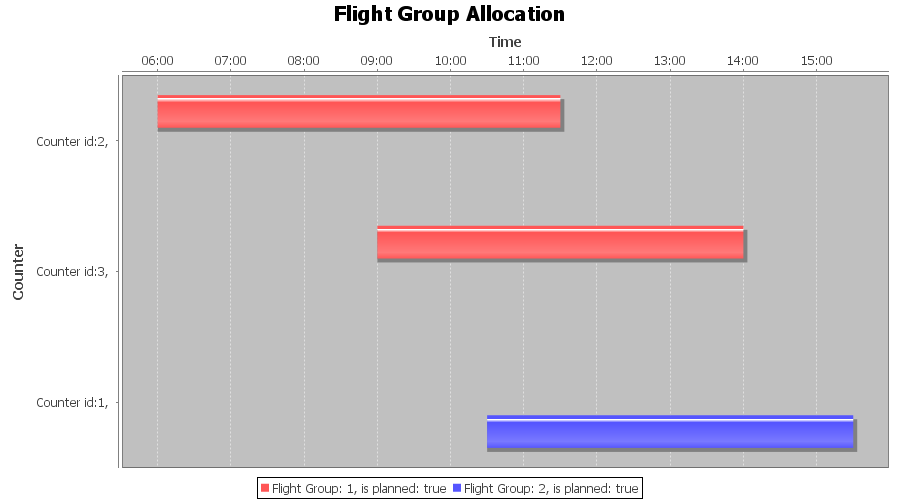 Flight Group Allocation
Time
06:00 07:00 08:00 09:00 10:00 11:00 12:00 13:00 14:00 15:00
Counter
Counter id:2,
Counter id:3,
Counter id:1,
Flight Group: 1, is planned: true Flight Group: 2, is planned: true